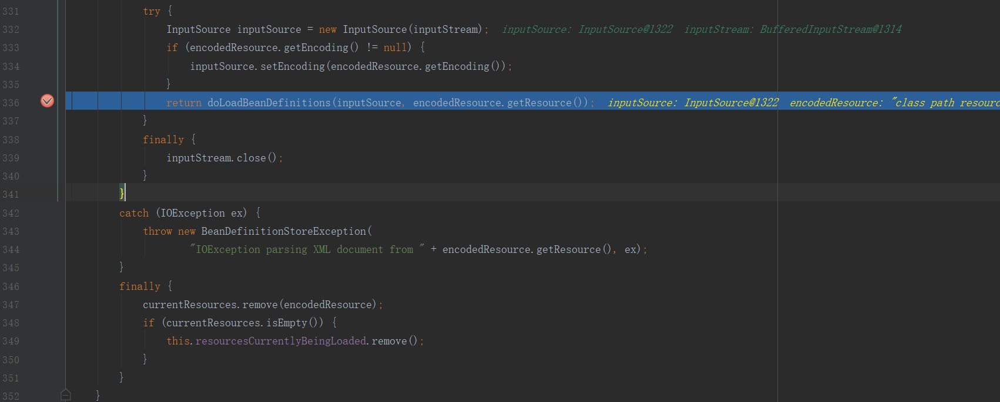 331 try {
332 InputSource inputSource = new InputSource(inputStream); inputSource: InputSource@1322 inputStream: BufferedInputStream@1314
333 if (encodedResource.getEncoding() != null) {
334 inputSource.setEncoding(encodedResource.getEncoding());
335 }
336 return doLoadBeanDefinitions(inputSource, encodedResource.getResource()); inputSource: InputSource@1322 encodedResource: "class path resourc
337 }
338 finally {
339 inputStream.close();
340 }
341 }
342 catch (IOException ex) {
343 throw new BeanDefinitionStoreException(
344 "IOException parsing XML document from " + encodedResource.getResource(), ex);
345 }
346 finally {
347 currentResources.remove(encodedResource);
348 if (currentResources.isEmpty()) {
349 this.resourcesCurrentlyBeingLoaded.remove();
350 }
351 }
352 }